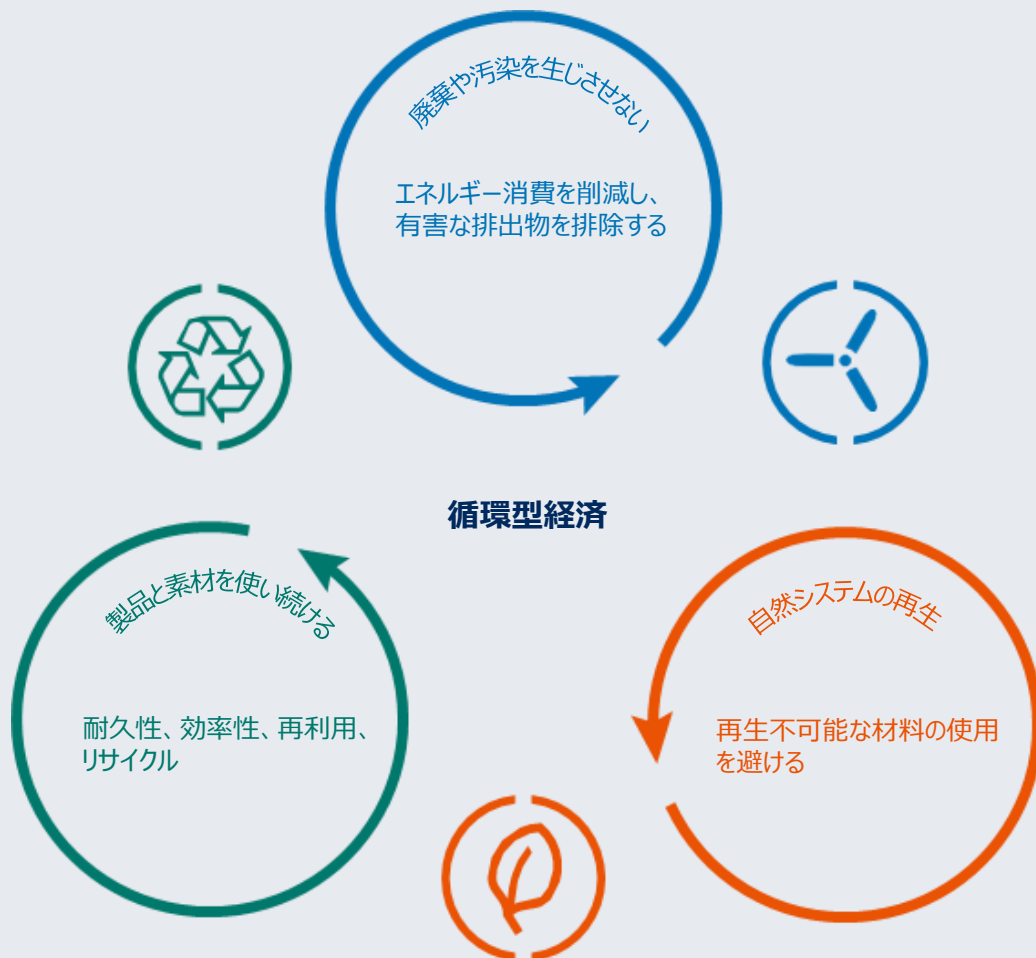 廃棄や汚染を生じさせない
エネルギー消費を削減し、
有害な排出物を排除する
循環型経済
製品と素材を使い続ける
耐久性、効率性、再利用、
リサイクル
自然システムの再生
再生不可能な材料の使用
を避ける